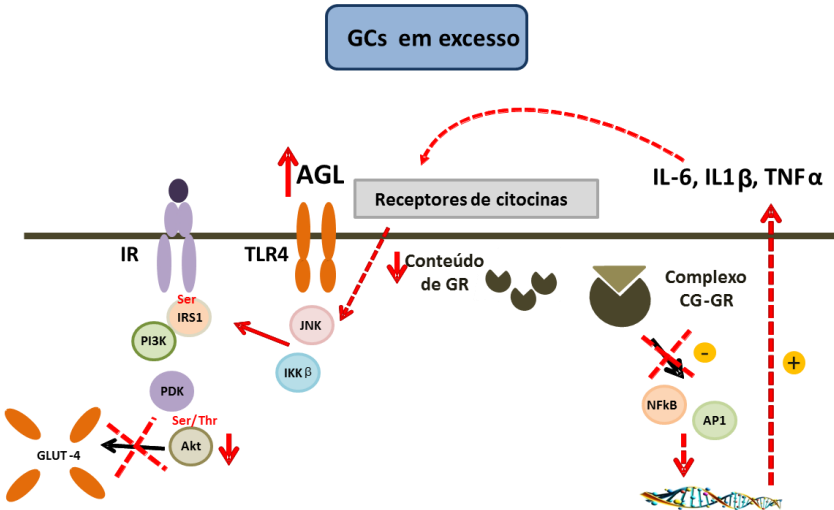 GCs em excesso
AGL
Receptores de citocinas
IL-6, IL1β, TNFα
IR
TLR4
Conteúdo
de GR
Complexo
CG-GR
Ser
IRS1
JNK
PI3K
IKKβ
-
+
PDK
NFkB
AP1
Ser/Thr
Akt
GLUT-4